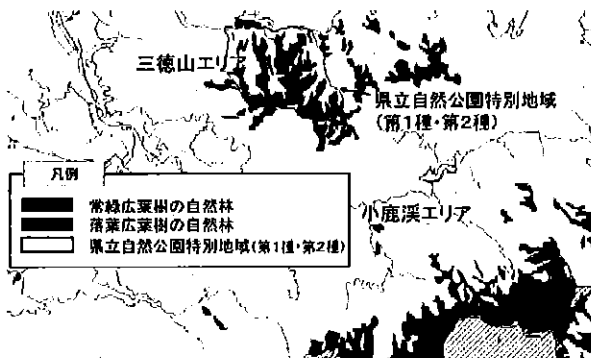 三徳山エリア
県立自然公園特別地域
(第1種・第2種)
凡例
常緑広葉樹の自然林
落葉広葉樹の自然林
県立自然公園特別地域(第1種・第2種)
小鹿渓エリア